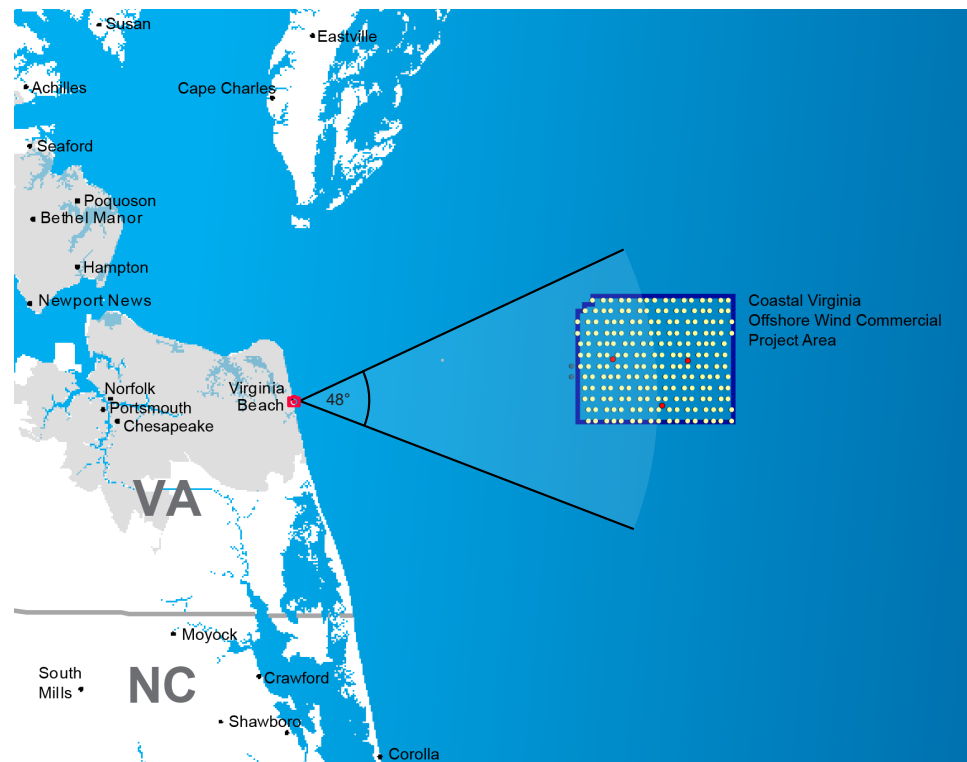 Susan
Eastville
Achilles
Cape Charles
Seaford
Poquoson
Bethel Manor
Hampton
Newport News
Coastal Virginia
Offshore Wind Commercial
Project Area
Norfolk
Portsmouth
Chesapeake
Virginia
Beach
48°
VA
Moyock
South
Mills
NC
Crawford
Shawboro
Corolla